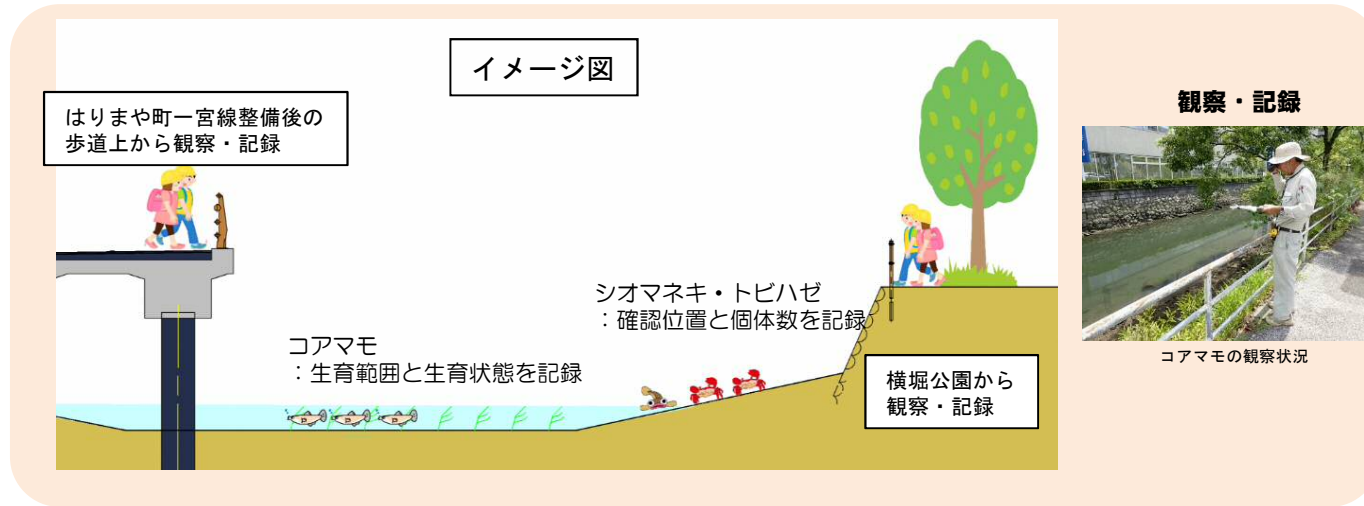 イメージ図
はりまや町一宮線整備後の
歩道上から観察・記録
シオマネキ・トビハゼ
：確認位置と個体数を記録
コアマモ
：生育範囲と生育状態を記録
横堀公園から
観察・記録
観察・記録
コアマモの観察状況